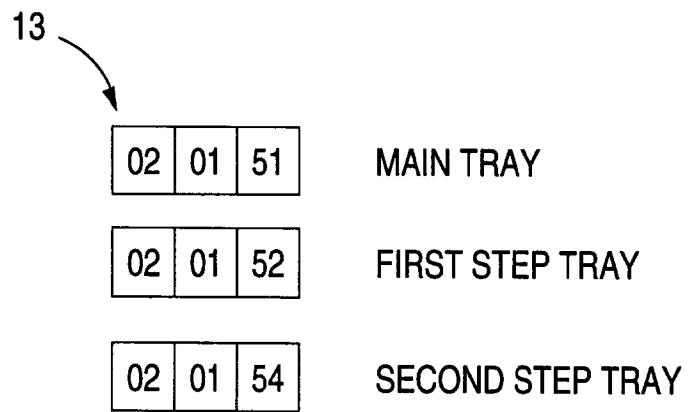 13
02 01 51 MAIN TRAY
02 01 52 FIRST STEP TRAY
02 01 54 SECOND STEP TRAY